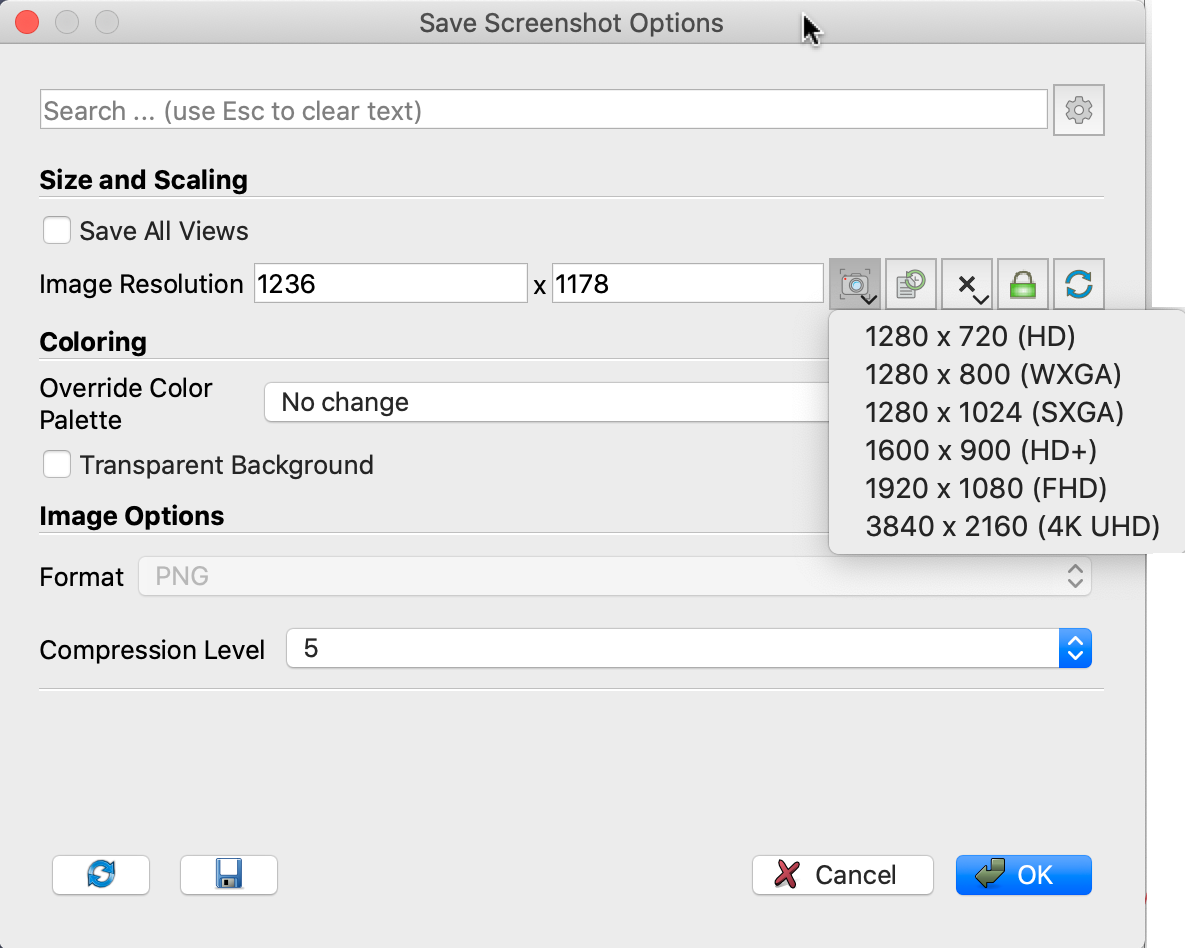 Save Screenshot Options
Search ... (use Esc to clear text)
Size and Scaling
Save All Views
Image Resolution 1236 x 1178
1280 x 720 (HD)
1280 x 800 (WXGA)
1280 x 1024 (SXGA)
1600 x 900 (HD+)
1920 x 1080 (FHD)
3840 x 2160 (4K UHD)
Coloring
Override Color
Palette
No change
Transparent Background
Image Options
Format PNG
Compression Level 5
Cancel OK